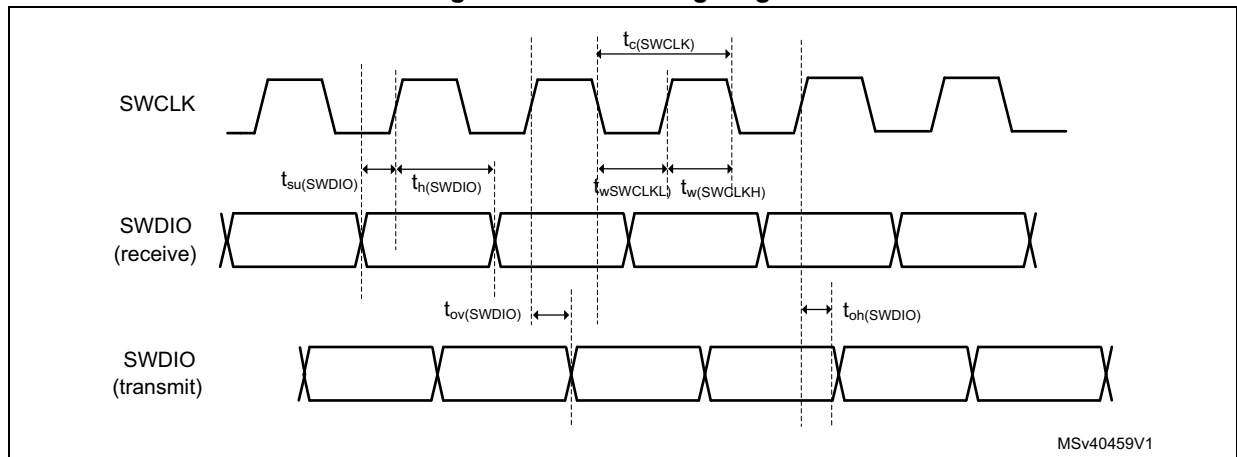 tc(SWCLK)
SWCLK
tsu(SWDIO) th(SWDIO) twSWCLKL) tw(SWCLKH)
SWDIO
(receive)
tov(SWDIO) toh(SWDIO)
SWDIO
(transmit)
MSv40459V1